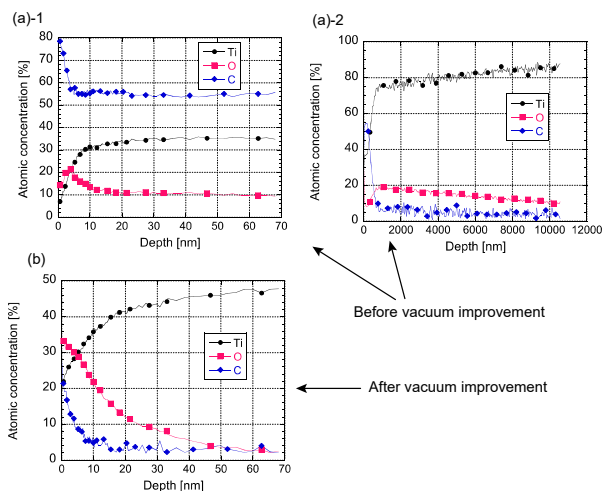 (a)-1
(a)-2
Atomic concentration [%]
80
70
60
50
40
30
20
10
0
Ti
O
C
0 10 20 30 40 50 60 70
Depth [nm]
Atomic concentration [%]
100
80
60
40
20
0
Ti
O
C
0 2000 4000 6000 8000 10000 12000
Depth [nm]
Before vacuum improvement
(b)
Atomic concentration [%]
50
40
30
20
10
0
Ti
O
C
0 10 20 30 40 50 60 70
Depth [nm]
After vacuum improvement